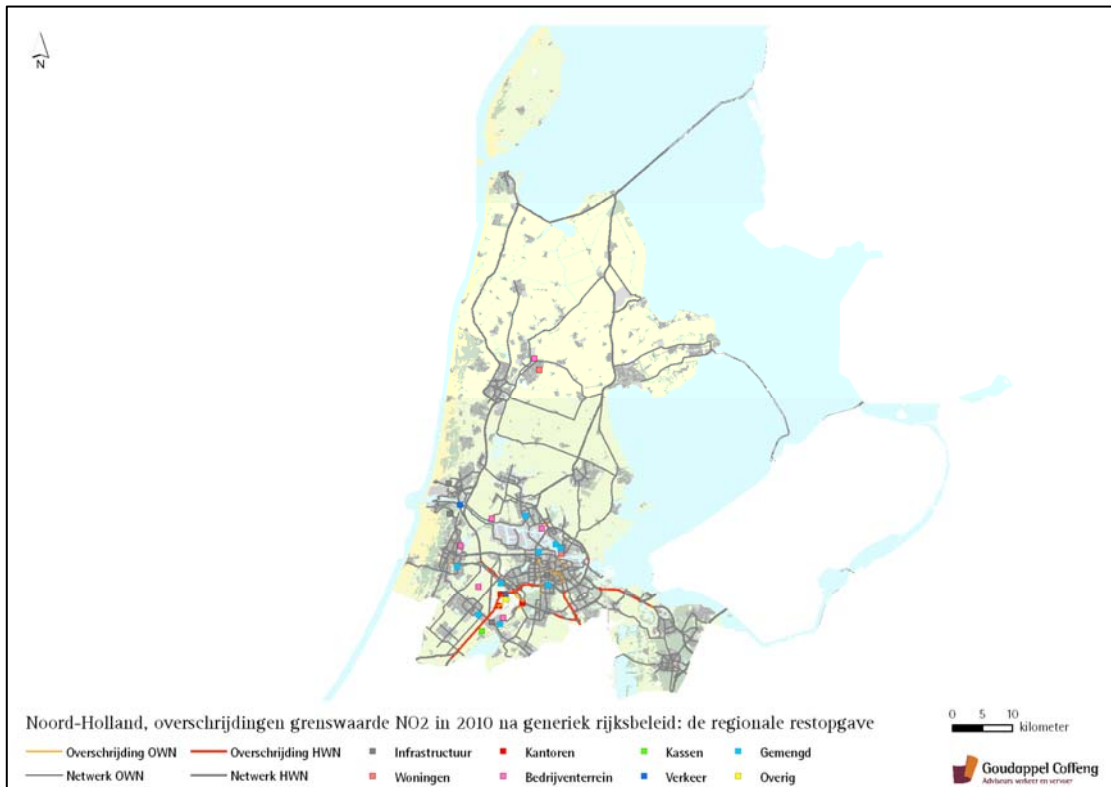 N
Noord-Holland, overschrijdingen grenswaarde NO2 in 2010 na generiek rijksbeleid: de regionale restopgave
0 5 10
kilometer
Overschrijding OWN Overschrijding HWN Infrastructuur Kantoren Kassen Gemengd
Netwerk OWN Netwerk HWN Woningen Bedrijventerrein Verkeer Overig
Goudappel Coffeng
Adviseurs verkeer en vervoer